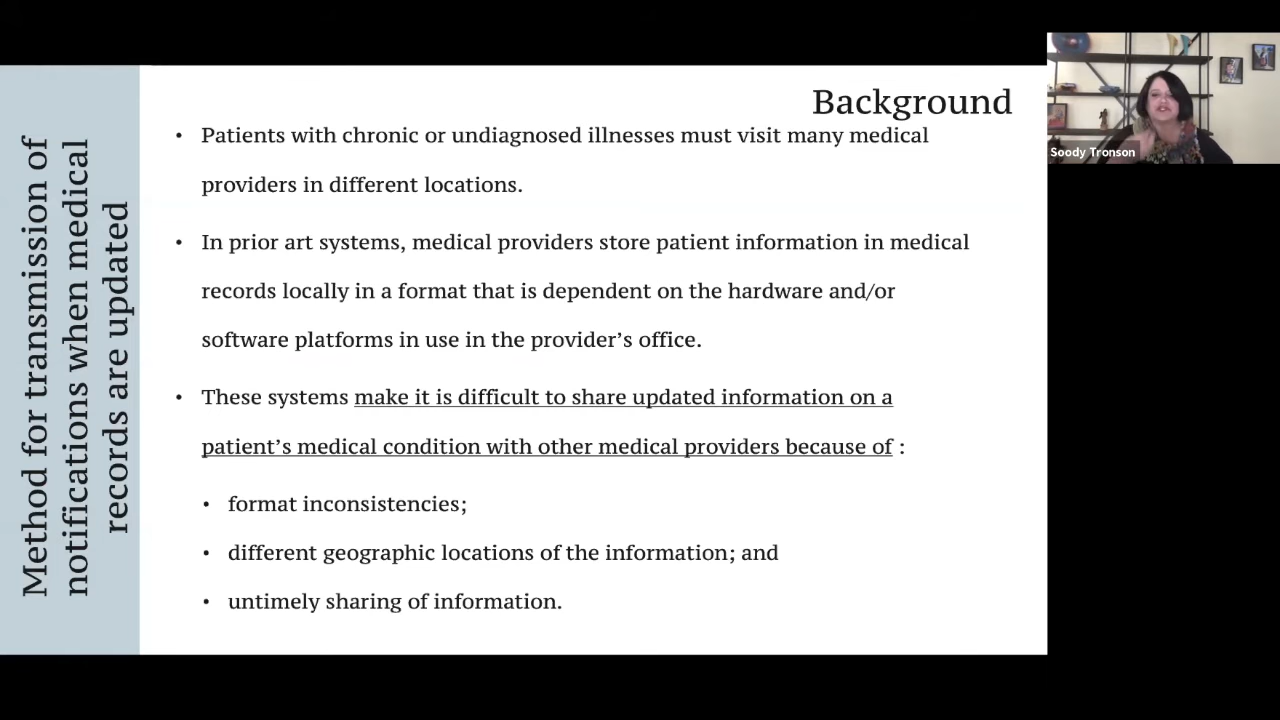 Method for transmission of
notifications when medical
records are updated
Background
• Patients with chronic or undiagnosed illnesses must visit many medical
providers in different locations.
• In prior art systems, medical providers store patient information in medical
records locally in a format that is dependent on the hardware and/or
software platforms in use in the provider’s office.
• These systems make it is difficult to share updated information on a
patient’s medical condition with other medical providers because of :
• format inconsistencies;
• different geographic locations of the information; and
• untimely sharing of information.
Soody Tronson